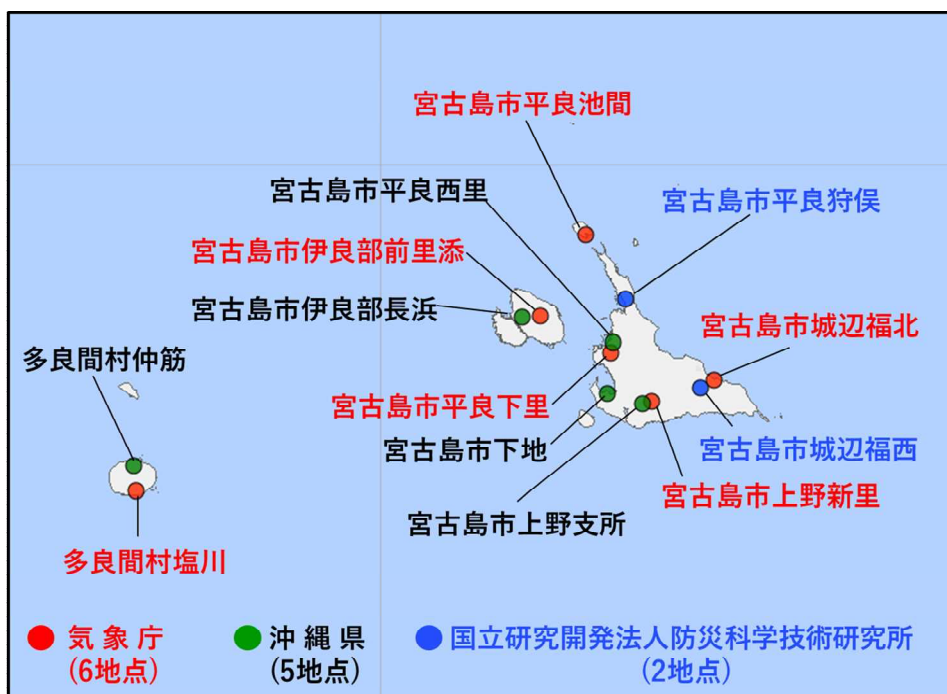 宮古島市平良池間
宮古島市平良西里
宮古島市平良狩俣
宮古島市伊良部前里添
宮古島市伊良部長浜
宮古島市城辺福北
多良間村仲筋
宮古島市平良下里
宮古島市下地
宮古島市城辺福西
宮古島市上野新里
宮古島市上野支所
多良間村塩川
気象庁
(6地点)
沖縄県
(5地点)
国立研究開発法人防災科学技術研究所
(2地点)